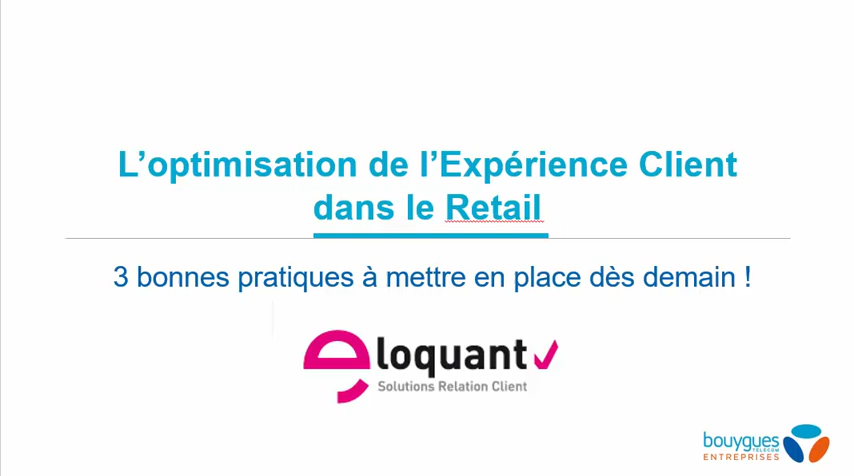 L’optimisation de l’Expérience Client
dans le Retail
3 bonnes pratiques à mettre en place dès demain !
eloquant
Solutions Relation Client
bouygues
TELECOM
ENTREPRISES